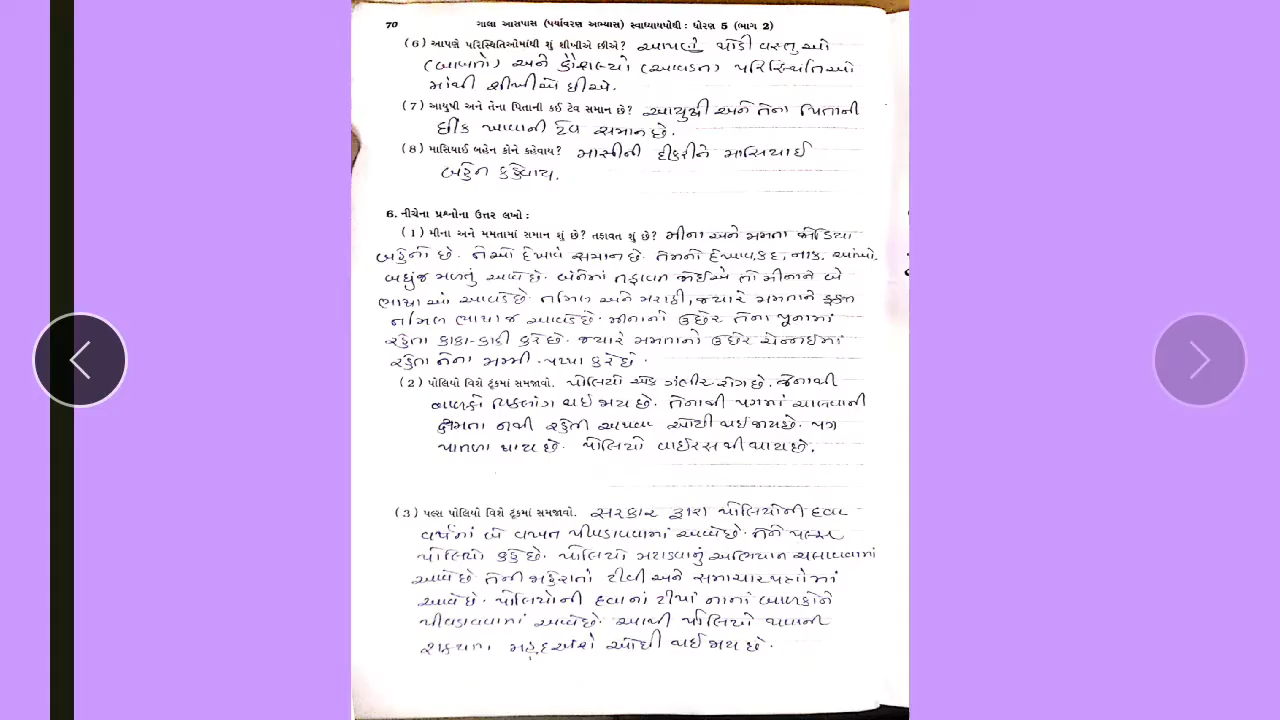 70 ગાલા આસપાસ (પર્યાવરણ અભ્યાસ) સ્વાધ્યાયપોથી : ધોરણ 5 (ભાગ 2)
(6) આપણે પરિસ્થિતિઓમાંથી શું શીખીએ છીએ? આપણે થોડી વસ્તુઓ
(બાબતો) અને કૌશલ્યો (આવડત) પરિસ્થિતિઓ
માંથી શીખીએ છીએ.
(7) આયુષી અને તેના પિતાની કઈ ટેવ સમાન છે? આયુષી અને તેના પિતાની
છીંક ખાવાની ટેવ સમાન છે.
(8) માસિયાઈ બહેન કોને કહેવાય? માસીની દીકરીને માસિયાઈ
બહેન કહેવાય.
6. નીચેના પ્રશ્નોના ઉત્તર લખો :
(1) મીના અને મમતામાં સમાન શું છે? તફાવત શું છે? મીના અને મમતા જોડિયા
બહેનો છે. તેઓ દેખાવે સમાન છે. તેમનો દેખાવ, કદ, નાક, આંખો,
બધુંજ મળતું આવે છે. બંનેમાં તફાવત જોઈએ તો મીનાને બે
ભાષાઓ આવડે છે તમિલ અને મરાઠી, જ્યારે મમતાને ફક્ત
તમિલ ભાષા જ આવડે છે. મીનાનો ઉછેર તેના પૂનામાં
રહેતા કાકા-કાકી કરે છે. જ્યારે મમતાનો ઉછેર ચેન્નઈમાં
રહેતા તેના મમ્મી - પપ્પા કરે છે.
(2) પોલિયો વિશે ટૂંકમાં સમજાવો. પોલિયો એક ગંભીર રોગ છે. જેનાથી
બાળકો વિકલાંગ થઈ જાય છે. તેનાથી પગમાં ચાલવાની
ક્ષમતા નથી રહેતી અથવા ઓછી થઈ જાય છે. પગ
પાતળા થાય છે. પોલિયો વાઈરસથી થાય છે.
(3) પલ્સ પોલિયો વિશે ટૂંકમાં સમજાવો. સરકાર દ્વારા પોલિયોની દવા
વર્ષમાં બે વખત પીવડાવવામાં આવે છે. તેને પલ્સ
પોલિયો કહે છે. પોલિયો મટાડવાનું અભિયાન ચલાવવામાં
આવે છે તેની જાહેરાતો ટીવી અને સમાચારપત્રોમાં
આવે છે. પોલિયોની દવાનાં ટીપાં નાનાં બાળકોને
પીવડાવવામાં આવે છે. આથી પોલિયો થવાની
શક્યતા મહ્દઅંશે ઓછી થઈ જાય છે.